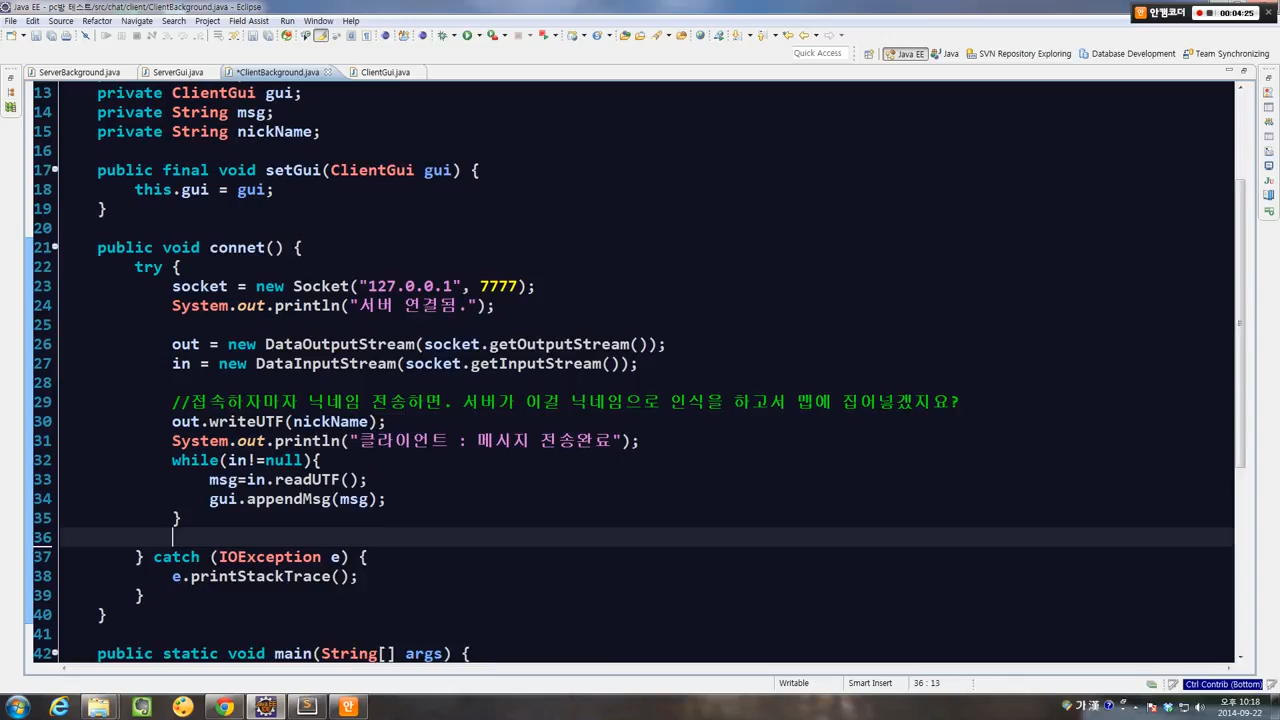 Java EE - pc방 테스트/src/chat/client/ClientBackground.java - Eclipse
안캠코더 00:04:25
File Edit Source Refactor Navigate Search Project Field Assist Run Window Help
Quick Access Java EE Java SVN Repository Exploring Database Development Team Synchronizing
ServerBackground.java ServerGui.java *ClientBackground.java ClientGui.java
13 private ClientGui gui;
14 private String msg;
15 private String nickName;
16
17 public final void setGui(ClientGui gui) {
18 this.gui = gui;
19 }
20
21 public void connet() {
22 try {
23 socket = new Socket("127.0.0.1", 7777);
24 System.out.println("서버 연결됨.");
25
26 out = new DataOutputStream(socket.getOutputStream());
27 in = new DataInputStream(socket.getInputStream());
28
29 //접속하자마자 닉네임 전송하면. 서버가 이걸 닉네임으로 인식을 하고서 맵에 집어넣겠지요?
30 out.writeUTF(nickName);
31 System.out.println("클라이언트 : 메시지 전송완료");
32 while(in!=null){
33 msg=in.readUTF();
34 gui.appendMsg(msg);
35 }
36
37 } catch (IOException e) {
38 e.printStackTrace();
39 }
40 }
41
42 public static void main(String[] args) {
Writable Smart Insert 36 : 13 Ctrl Contrib (Bottom)
가 漢 오후 10:18
2014-09-22